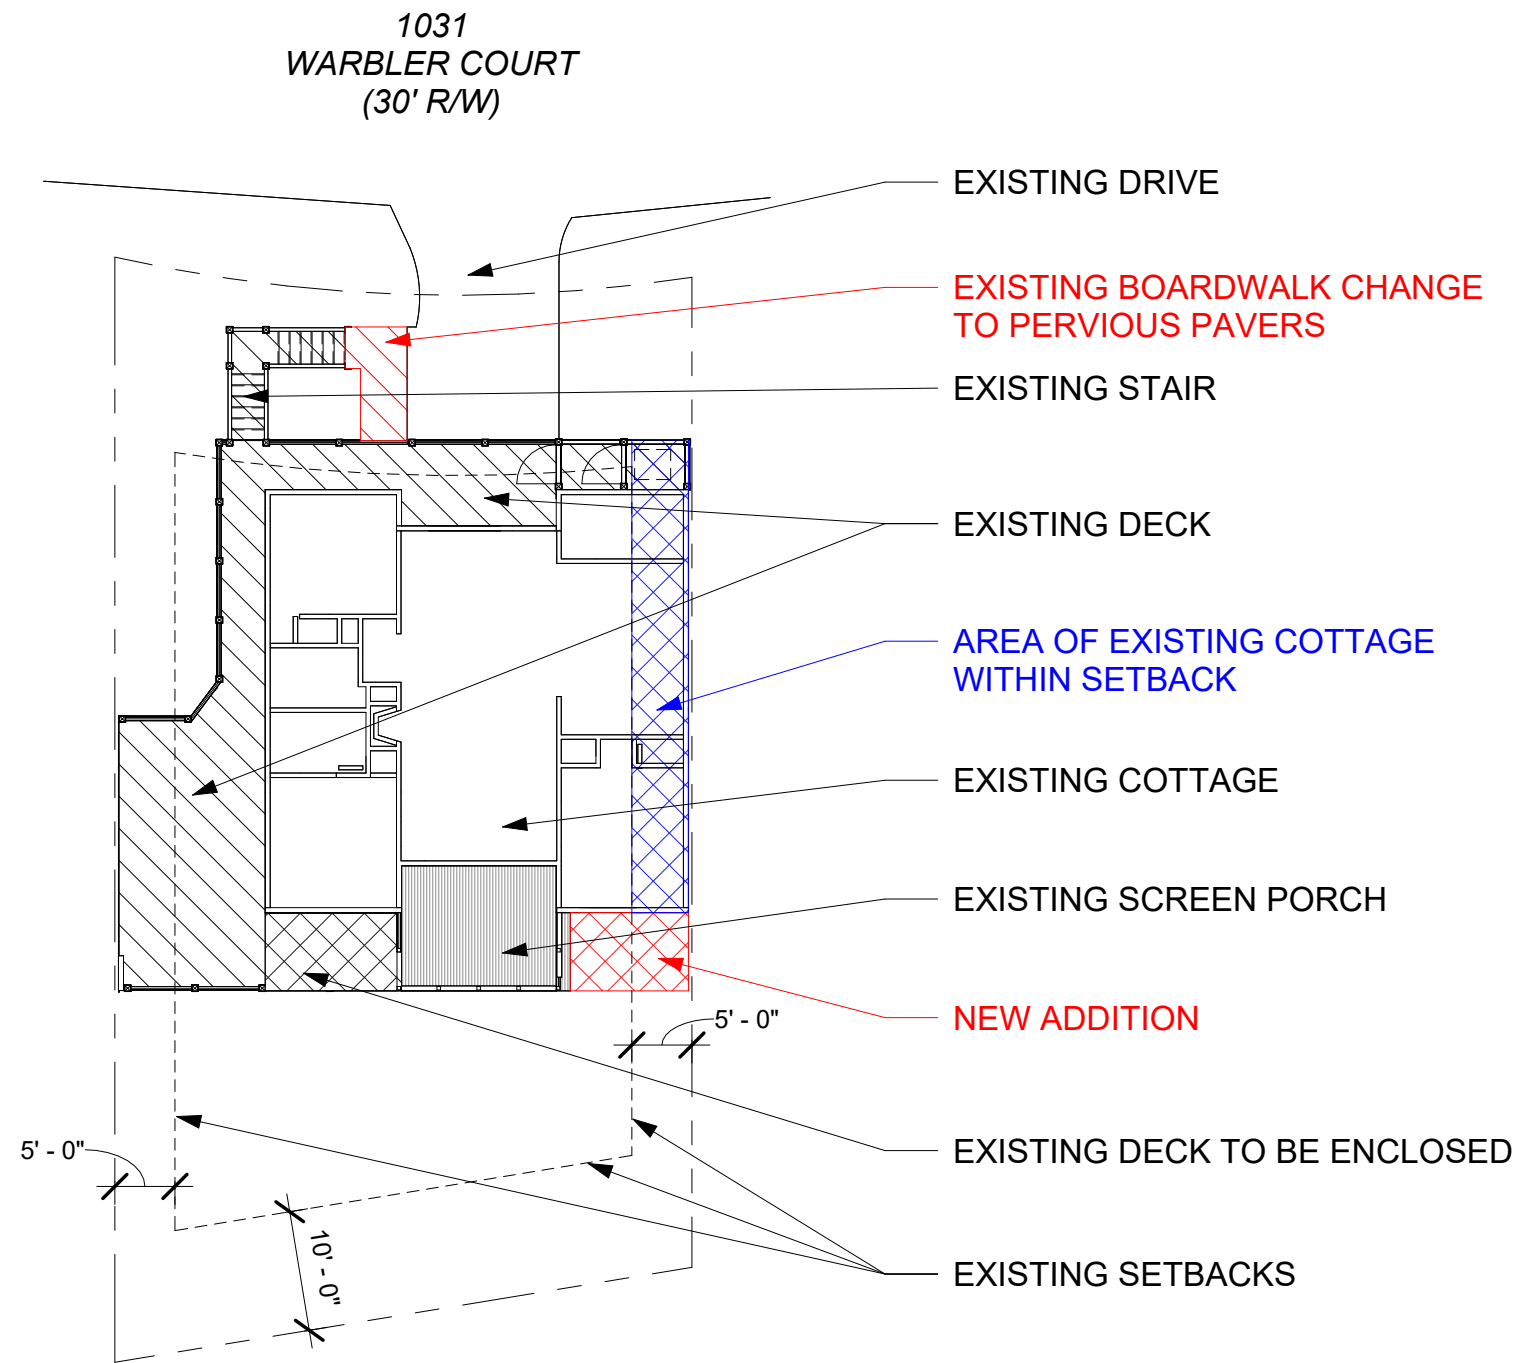 1031
WARBLER COURT
(30' R/W)
EXISTING DRIVE
EXISTING BOARDWALK CHANGE
TO PERVIOUS PAVERS
EXISTING STAIR
EXISTING DECK
AREA OF EXISTING COTTAGE
WITHIN SETBACK
EXISTING COTTAGE
EXISTING SCREEN PORCH
NEW ADDITION
5' - 0"
EXISTING DECK TO BE ENCLOSED
5' - 0"
10' - 0"
EXISTING SETBACKS